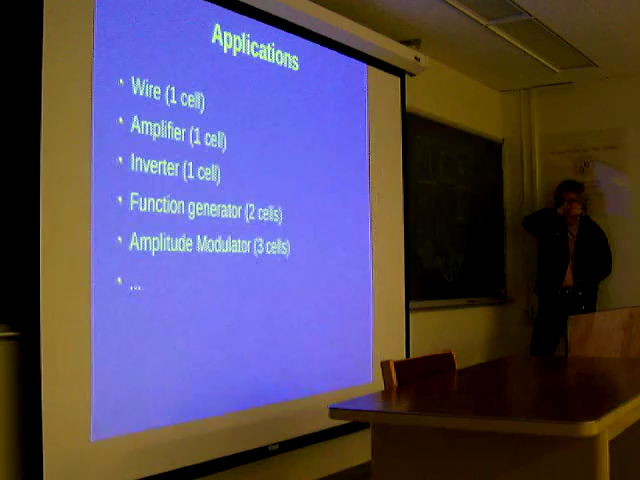 Applications
• Wire (1 cell)
• Amplifier (1 cell)
• Inverter (1 cell)
• Function generator (2 cells)
• Amplitude Modulator (3 cells)
• ...